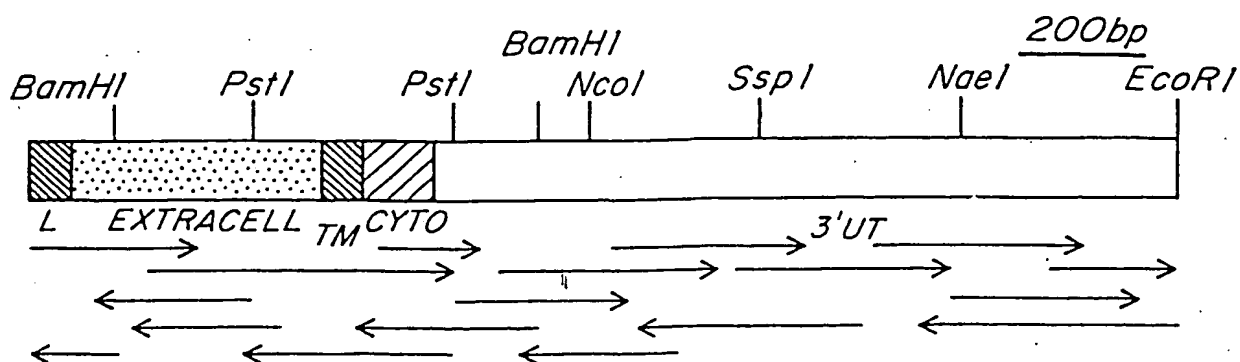 BamHI
200bp
BamHI PstI PstI NcoI SspI NaeI EcoRI
L EXTRACELL TM CYTO 3'UT